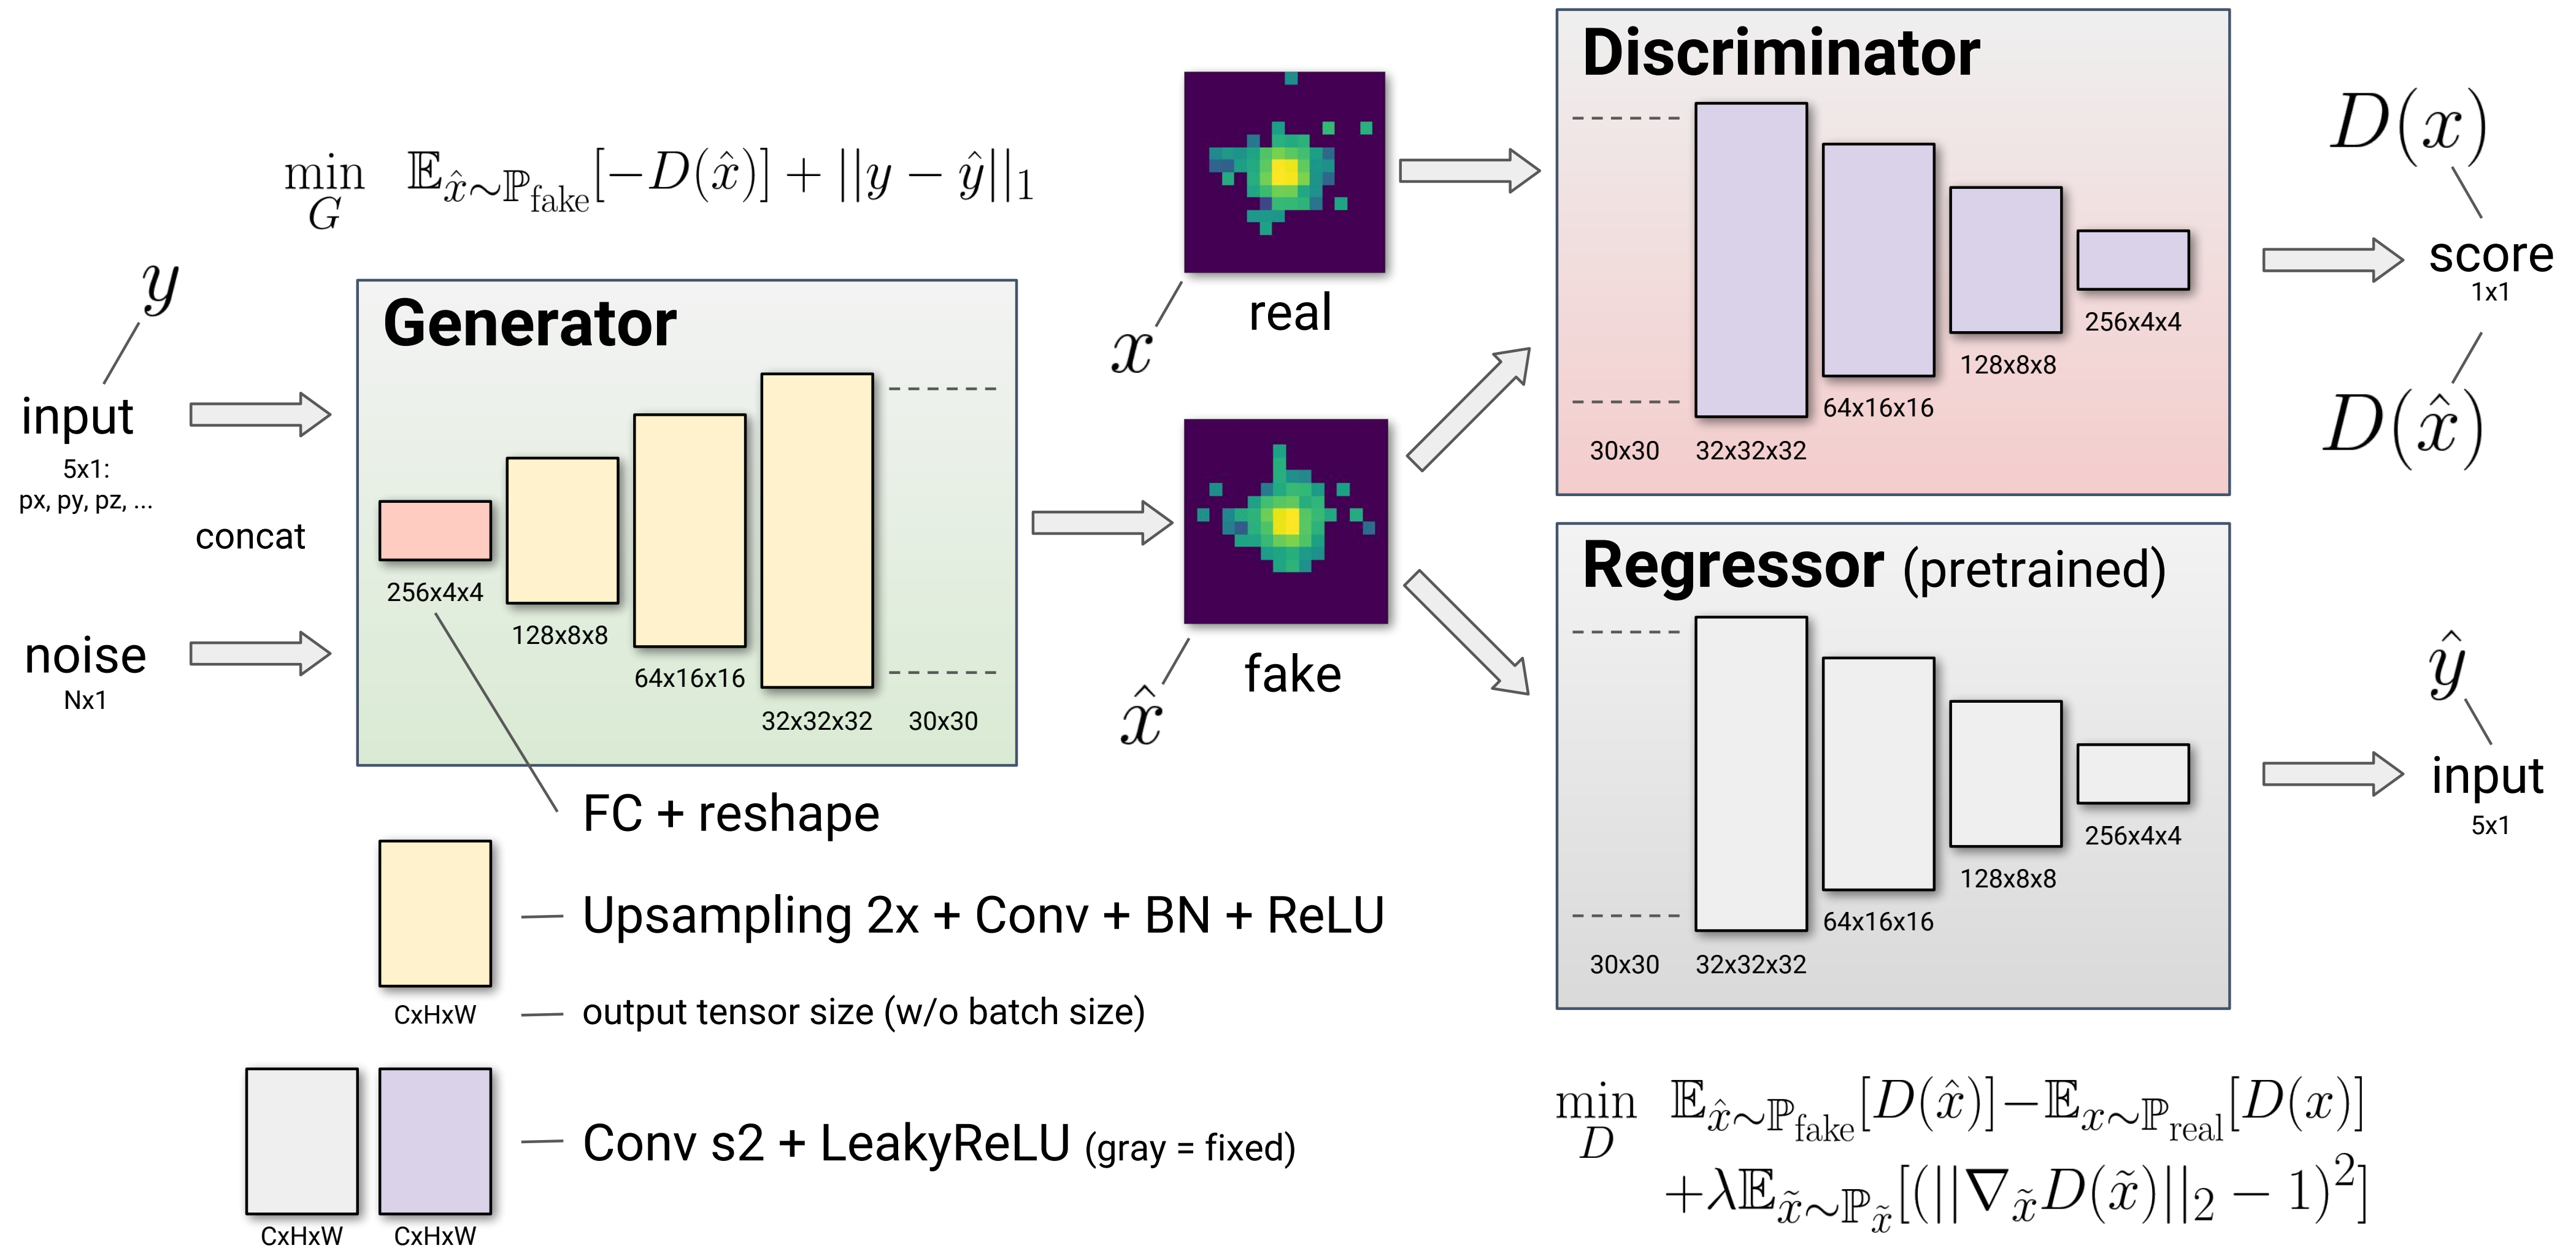 min_G 𝔼_{x̂∼ℙ_fake}[−D(x̂)] + ||y − ŷ||_1
y
input
5x1:
px, py, pz, ...
concat
noise
Nx1
Generator
256x4x4
128x8x8
64x16x16
32x32x32
30x30
FC + reshape
Upsampling 2x + Conv + BN + ReLU
CxHxW
output tensor size (w/o batch size)
Conv s2 + LeakyReLU (gray = fixed)
CxHxW
CxHxW
real
x
fake
x̂
Discriminator
30x30
32x32x32
64x16x16
128x8x8
256x4x4
D(x)
score
1x1
D(x̂)
Regressor (pretrained)
30x30
32x32x32
64x16x16
128x8x8
256x4x4
ŷ
input
5x1
min_D 𝔼_{x̂∼ℙ_fake}[D(x̂)]−𝔼_{x∼ℙ_real}[D(x)]
+λ𝔼_{x̃∼ℙ_x̃}[(||∇_x̃ D(x̃)||_2 − 1)^2]